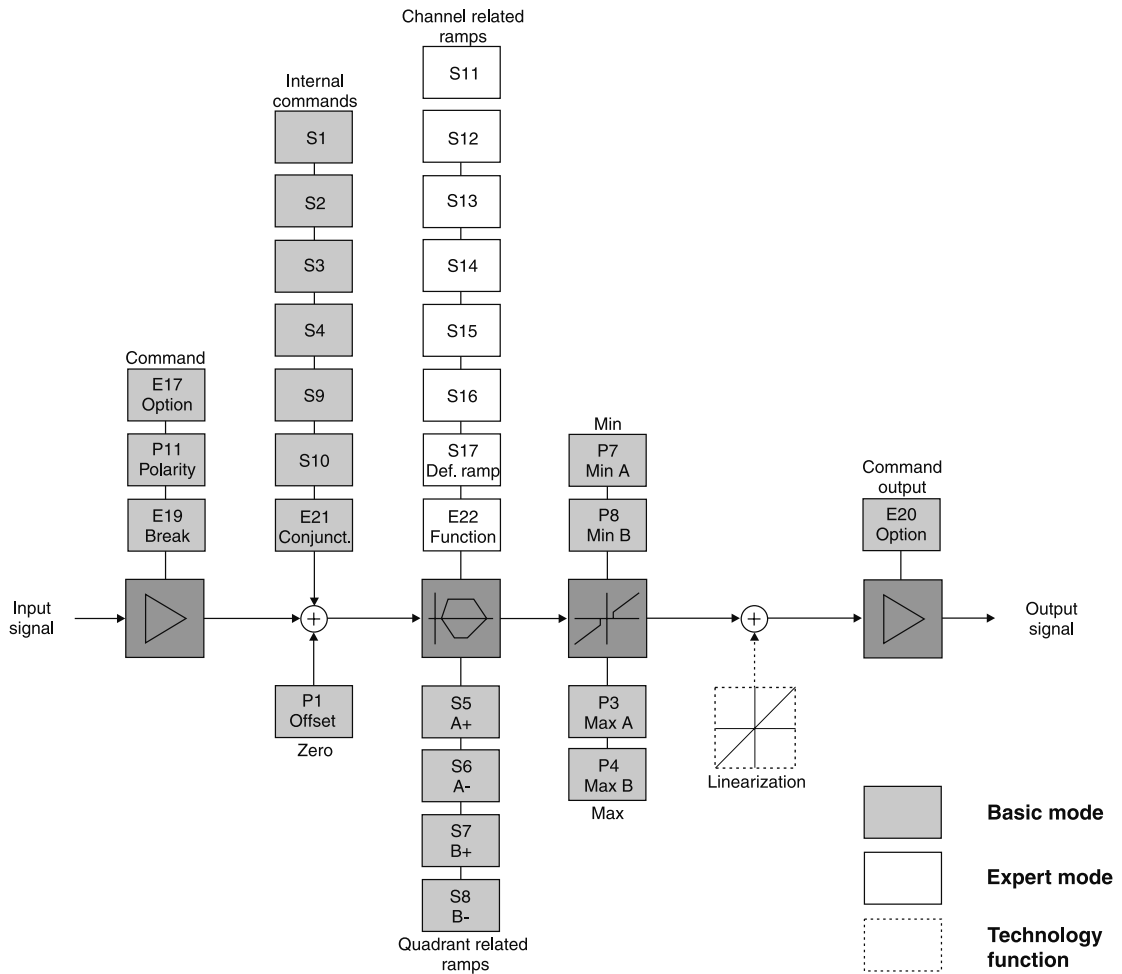 Channel related
ramps
S11
S12
S13
S14
S15
S16
S17
Def. ramp
E22
Function
Internal
commands
S1
S2
S3
S4
S9
S10
E21
Conjunct.
Command
E17
Option
P11
Polarity
E19
Break
Min
P7
Min A
P8
Min B
Command
output
E20
Option
Input
signal
+
+
Output
signal
P1
Offset
Zero
S5
A+
S6
A-
S7
B+
S8
B-
Quadrant related
ramps
P3
Max A
P4
Max B
Max
Linearization
Basic mode
Expert mode
Technology
function